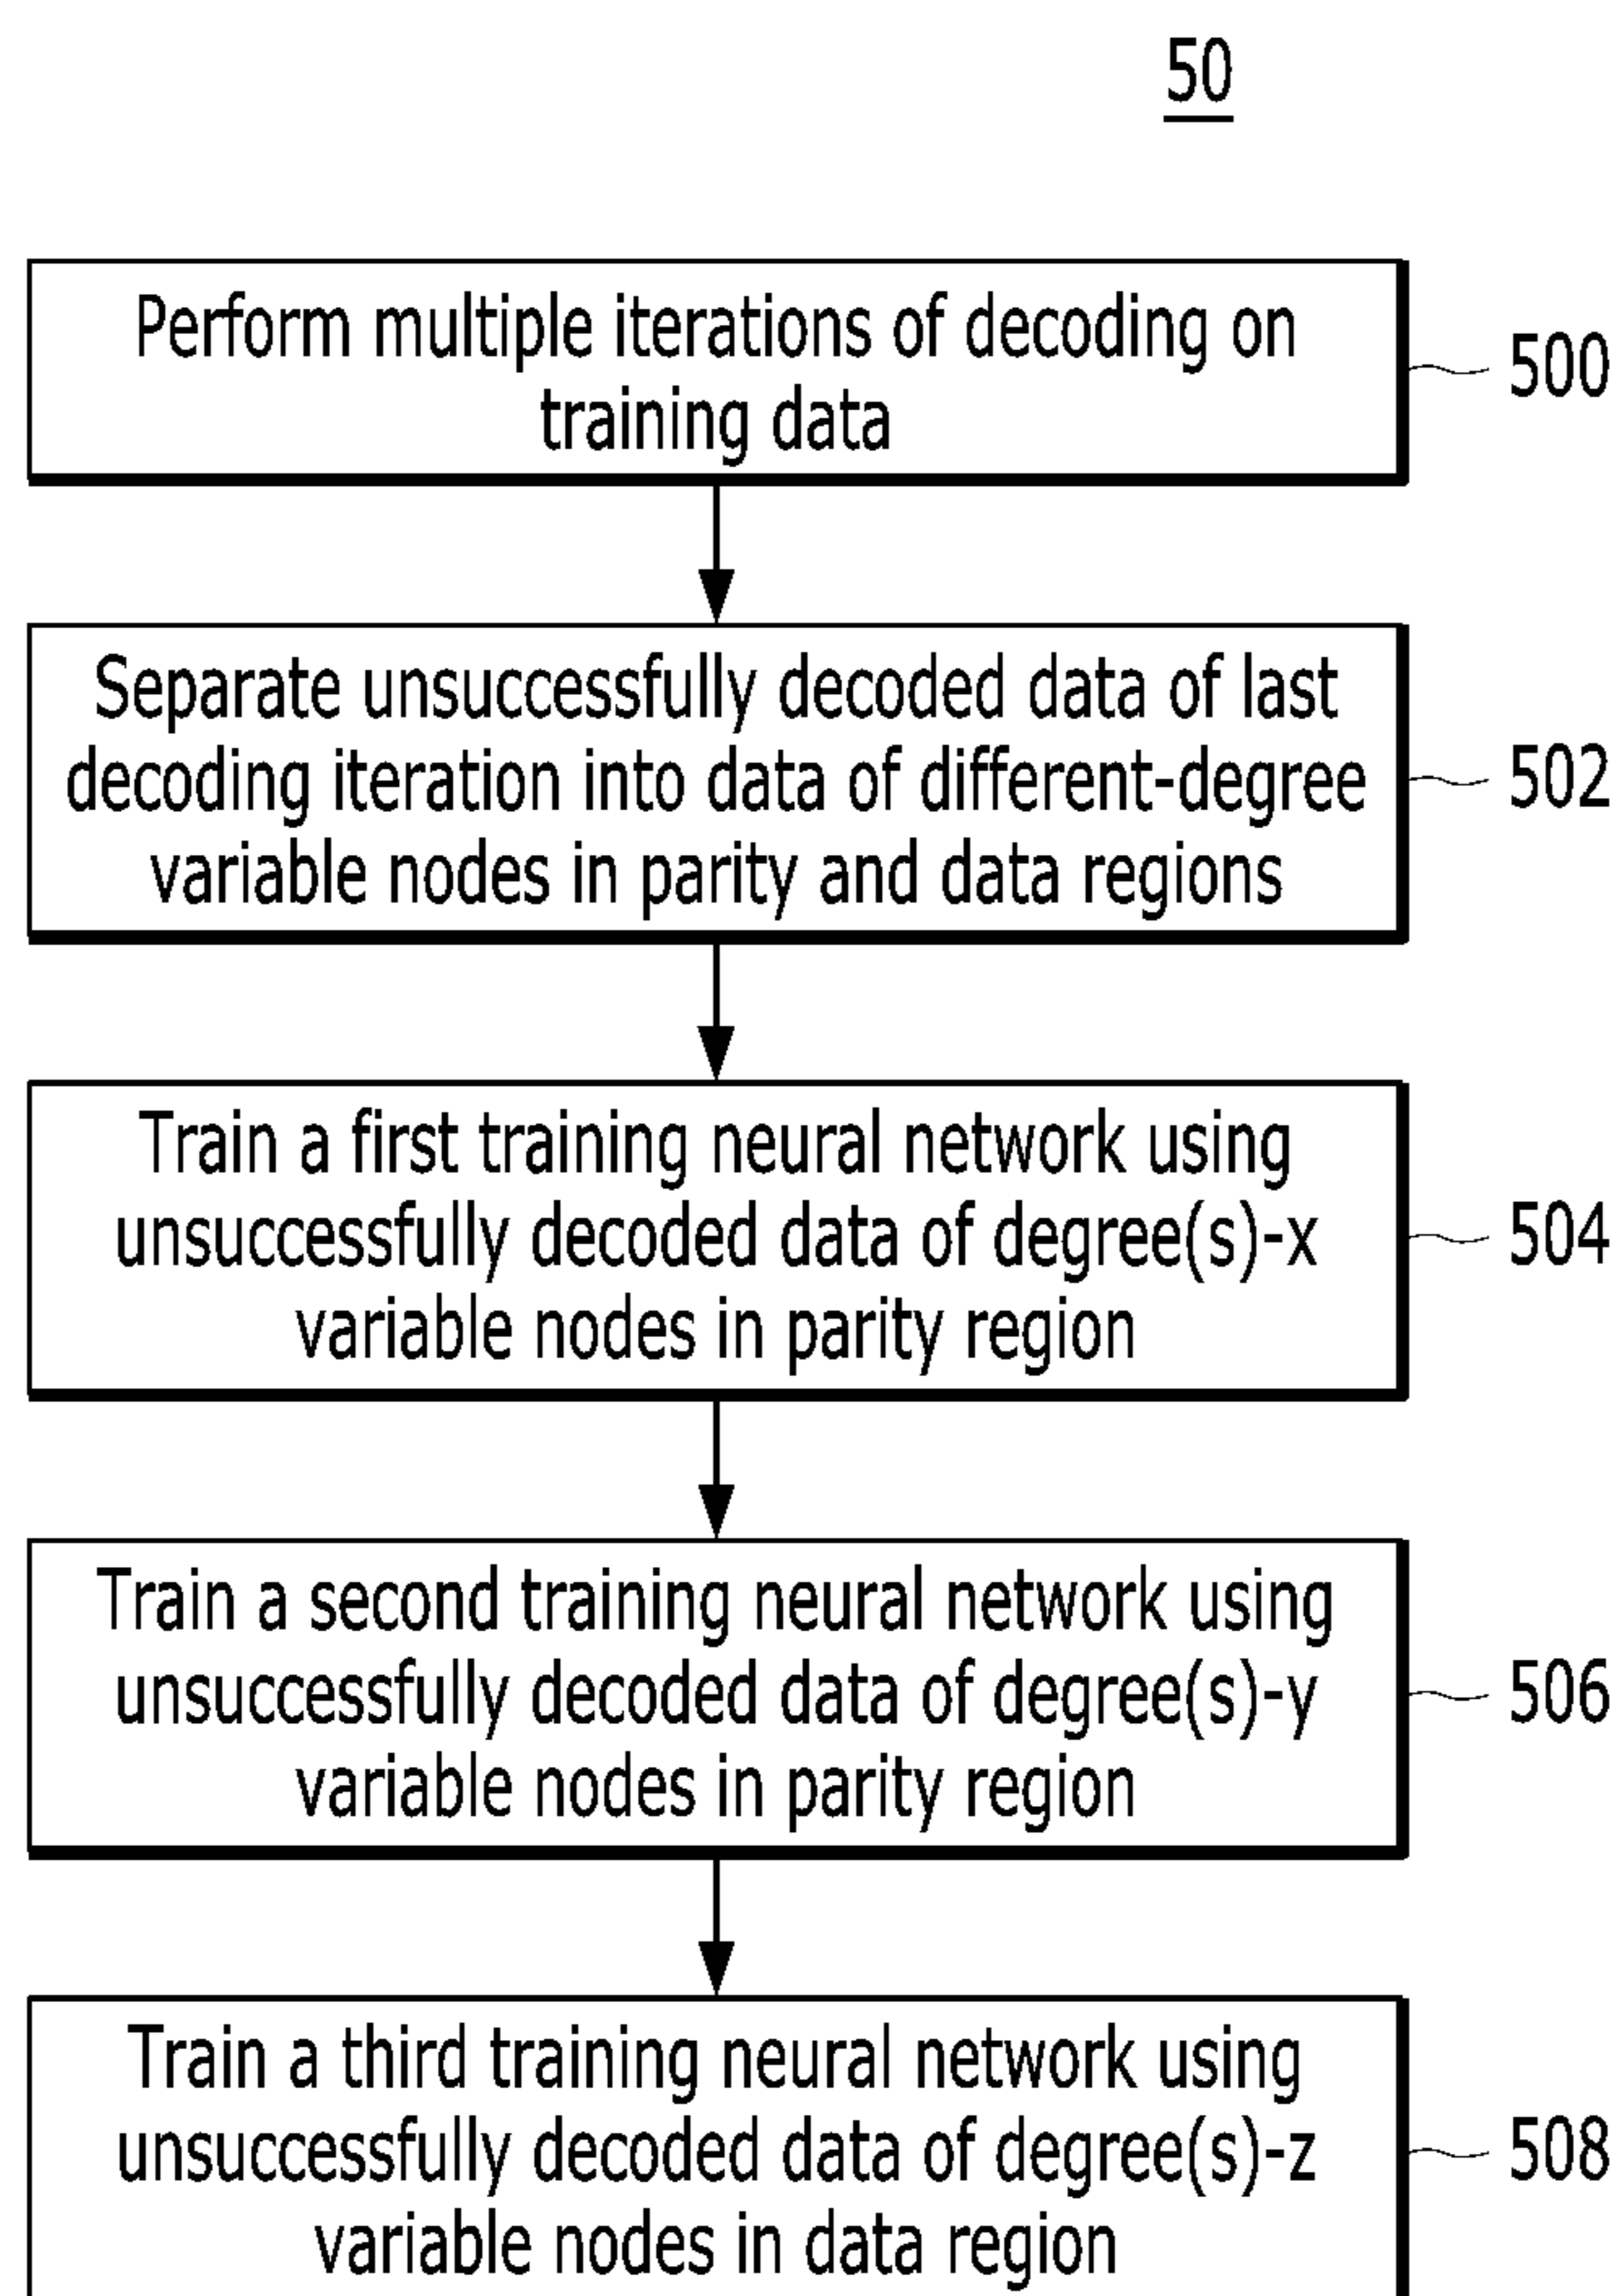 50
Perform multiple iterations of decoding on
training data
500
Separate unsuccessfully decoded data of last
decoding iteration into data of different-degree
variable nodes in parity and data regions
502
Train a first training neural network using
unsuccessfully decoded data of degree(s)-x
variable nodes in parity region
504
Train a second training neural network using
unsuccessfully decoded data of degree(s)-y
variable nodes in parity region
506
Train a third training neural network using
unsuccessfully decoded data of degree(s)-z
variable nodes in data region
508